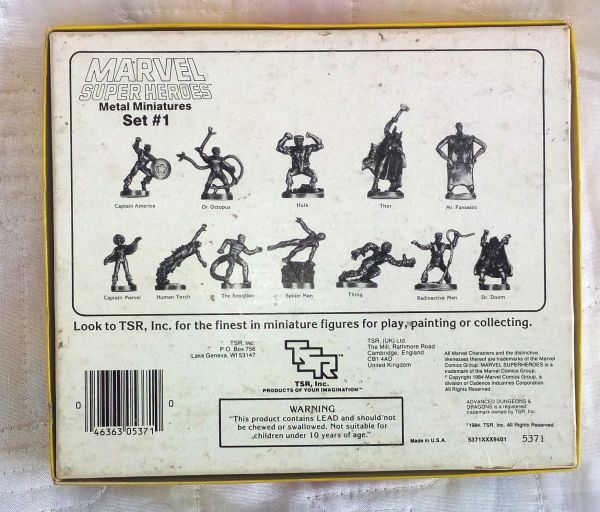 MARVEL
SUPER HEROES
Metal Miniatures
Set #1
Captain America
Dr. Octopus
Hulk
Thor
Mr. Fantastic
Captain Marvel
Human Torch
The Scorpion
Spider Man
Thing
Radioactive Man
Dr. Doom
Look to TSR, Inc. for the finest in miniature figures for play, painting or collecting.
TSR, Inc.
P.O. Box 756
Lake Geneva, WI 53147
TSR
TSR, Inc.
PRODUCTS OF YOUR IMAGINATION™
TSR, (UK) Ltd
The Mill, Rathmore Road
Cambridge, England
CB1 4AD
United Kingdom
All Marvel Characters and the distinctive
likenesses thereof are trademarks of the Marvel
Comics Group. MARVEL SUPERHEROES is a
trademark of the Marvel Comics Group.
© Copyright 1984 Marvel Comics Group, a
division of Cadence Industries Corporation.
All Rights Reserved.
ADVANCED DUNGEONS &
DRAGONS is a registered
trademark owned by TSR, Inc.
©1984, TSR, Inc. All Rights Reserved.
0 46363 05371 0
WARNING
"This product contains LEAD and should not
be chewed or swallowed. Not suitable for
children under 10 years of age."
Made in U.S.A.
5371XXX9401
5371